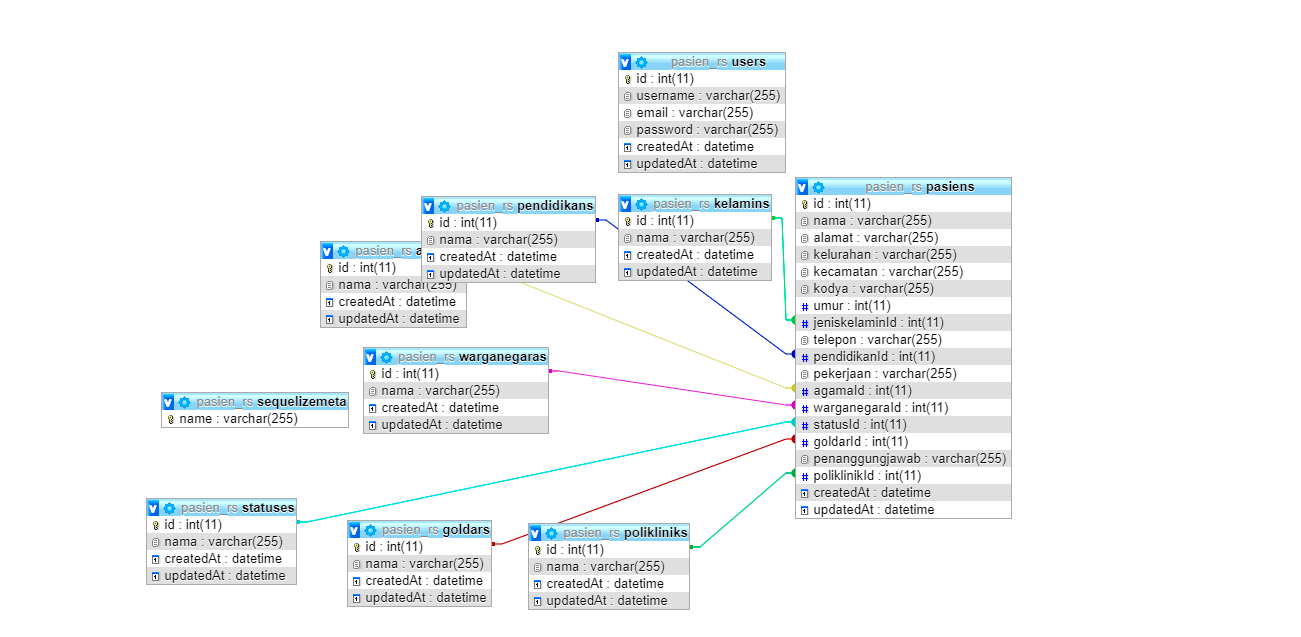 pasien_rs users
id : int(11)
username : varchar(255)
email : varchar(255)
password : varchar(255)
createdAt : datetime
updatedAt : datetime
pasien_rs pasiens
id : int(11)
nama : varchar(255)
alamat : varchar(255)
kelurahan : varchar(255)
kecamatan : varchar(255)
kodya : varchar(255)
umur : int(11)
jeniskelaminId : int(11)
telepon : varchar(255)
pendidikanId : int(11)
pekerjaan : varchar(255)
agamaId : int(11)
warganegaraId : int(11)
statusId : int(11)
goldarId : int(11)
penanggungjawab : varchar(255)
poliklinikId : int(11)
createdAt : datetime
updatedAt : datetime
pasien_rs kelamins
id : int(11)
nama : varchar(255)
createdAt : datetime
updatedAt : datetime
pasien_rs pendidikans
id : int(11)
nama : varchar(255)
createdAt : datetime
updatedAt : datetime
pasien_rs
id : int(11)
nama : varchar(255)
createdAt : datetime
updatedAt : datetime
pasien_rs warganegaras
id : int(11)
nama : varchar(255)
createdAt : datetime
updatedAt : datetime
pasien_rs sequelizemeta
name : varchar(255)
pasien_rs statuses
id : int(11)
nama : varchar(255)
createdAt : datetime
updatedAt : datetime
pasien_rs goldars
id : int(11)
nama : varchar(255)
createdAt : datetime
updatedAt : datetime
pasien_rs polikliniks
id : int(11)
nama : varchar(255)
createdAt : datetime
updatedAt : datetime